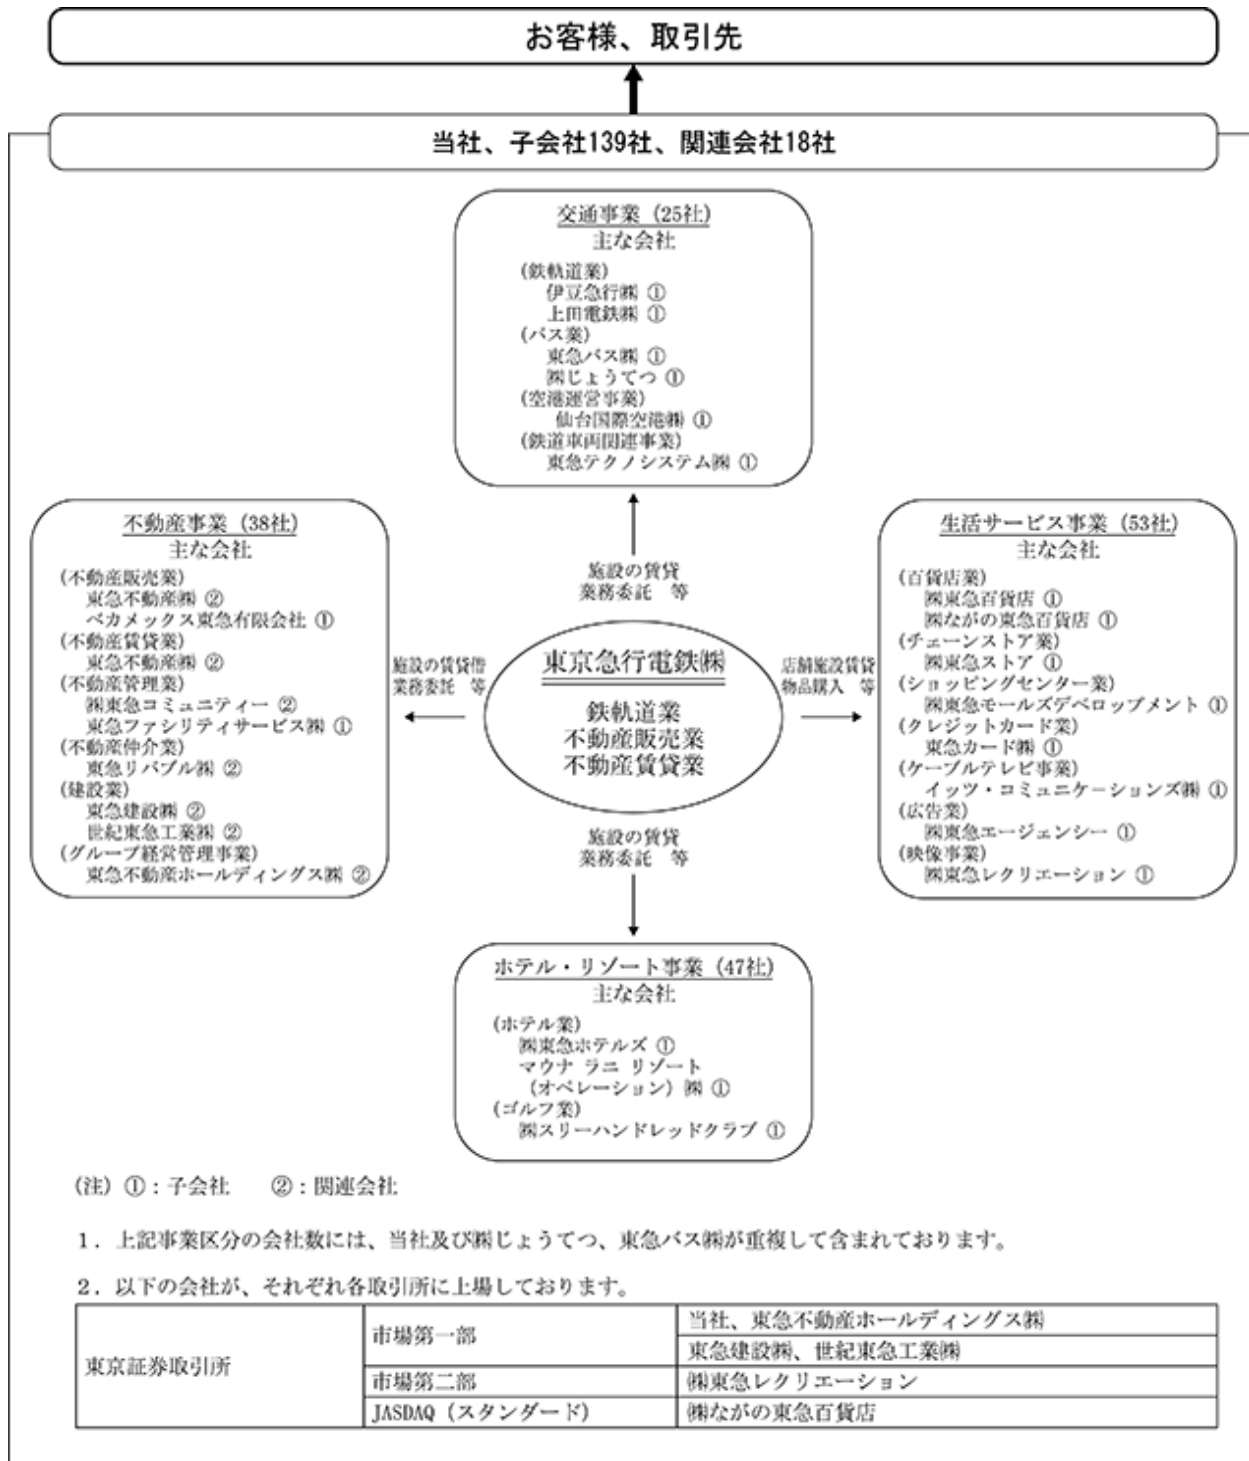 お客様、取引先
当社、子会社139社、関連会社18社
交通事業 (25社)
主な会社
(鉄軌道業)
伊豆急行㈱ ①
上田電鉄㈱ ①
(バス業)
東急バス㈱ ①
㈱じょうてつ ①
(空港運営事業)
仙台国際空港㈱ ①
(鉄道車両関連事業)
東急テクノシステム㈱ ①
不動産事業 (38社)
主な会社
(不動産販売業)
東急不動産㈱ ②
ベカメックス東急有限会社 ①
(不動産賃貸業)
東急不動産㈱ ②
(不動産管理業)
㈱東急コミュニティー ②
東急ファシリティサービス㈱ ①
(不動産仲介業)
東急リバブル㈱ ②
(建設業)
東急建設㈱ ②
世紀東急工業㈱ ②
(グループ経営管理事業)
東急不動産ホールディングス㈱ ②
施設の賃貸
業務委託 等
施設の賃貸借
業務委託 等
東京急行電鉄㈱
鉄軌道業
不動産販売業
不動産賃貸業
店舗施設賃貸
物品購入 等
施設の賃貸
業務委託 等
生活サービス事業 (53社)
主な会社
(百貨店業)
㈱東急百貨店 ①
㈱ながの東急百貨店 ①
(チェーンストア業)
㈱東急ストア ①
(ショッピングセンター業)
㈱東急モールズデベロップメント ①
(クレジットカード業)
東急カード㈱ ①
(ケーブルテレビ事業)
イッツ・コミュニケーションズ㈱ ①
(広告業)
㈱東急エージェンシー ①
(映像事業)
㈱東急レクリエーション ①
ホテル・リゾート事業 (47社)
主な会社
(ホテル業)
㈱東急ホテルズ ①
マウナ ラニ リゾート
(オペレーション) ㈱ ①
(ゴルフ業)
㈱スリーハンドレッドクラブ ①
(注) ①：子会社 ②：関連会社
1．上記事業区分の会社数には、当社及び㈱じょうてつ、東急バス㈱が重複して含まれております。
2．以下の会社が、それぞれ各取引所に上場しております。
東京証券取引所
市場第一部
当社、東急不動産ホールディングス㈱
東急建設㈱、世紀東急工業㈱
市場第二部
㈱東急レクリエーション
JASDAQ (スタンダード)
㈱ながの東急百貨店